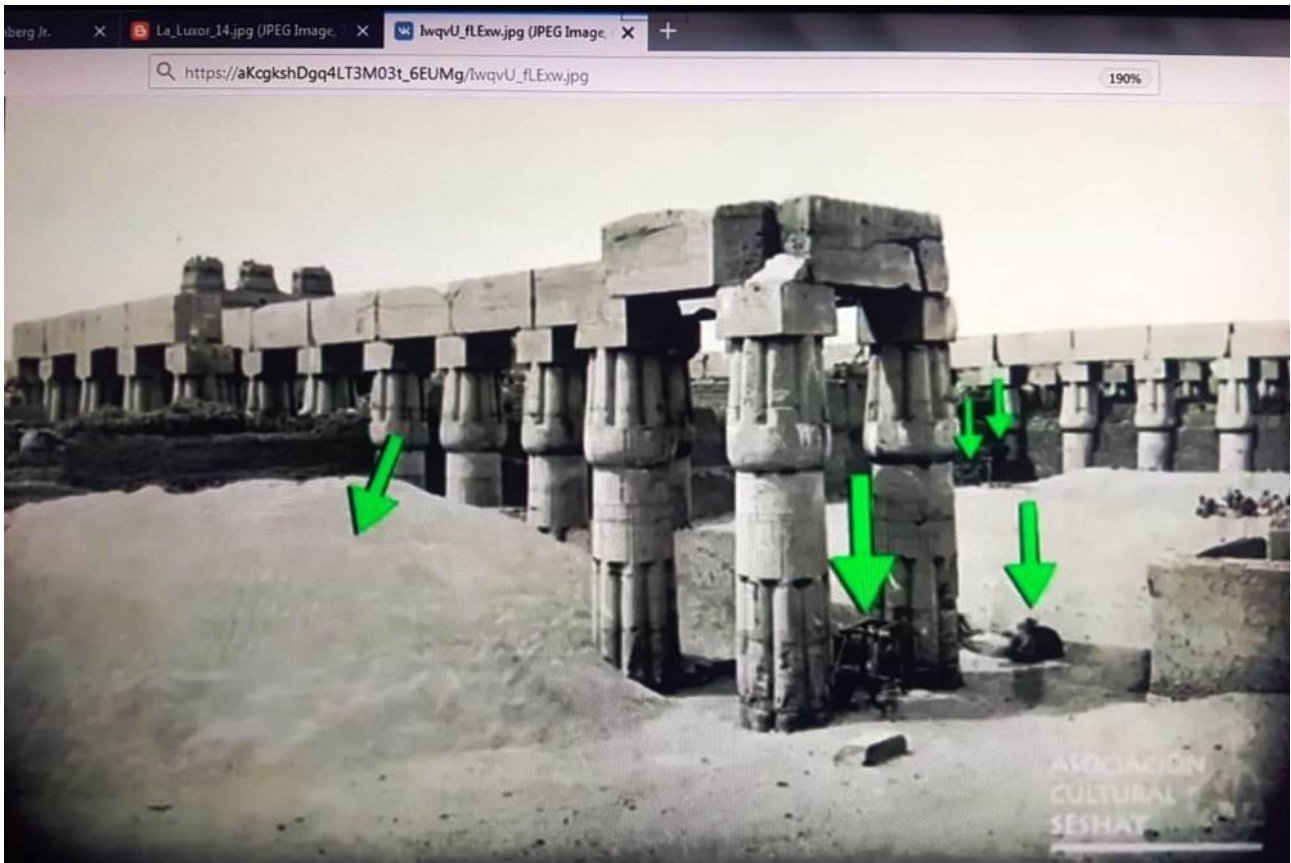 berg Jr.
La_Luxor_14.jpg (JPEG Image,
IwqvU_fLExw.jpg (JPEG Image,
https://aKcgkshDgq4LT3M03t_6EUMg/IwqvU_fLExw.jpg
190%
ASOCIACIÓN
CULTURAL
SESHAT